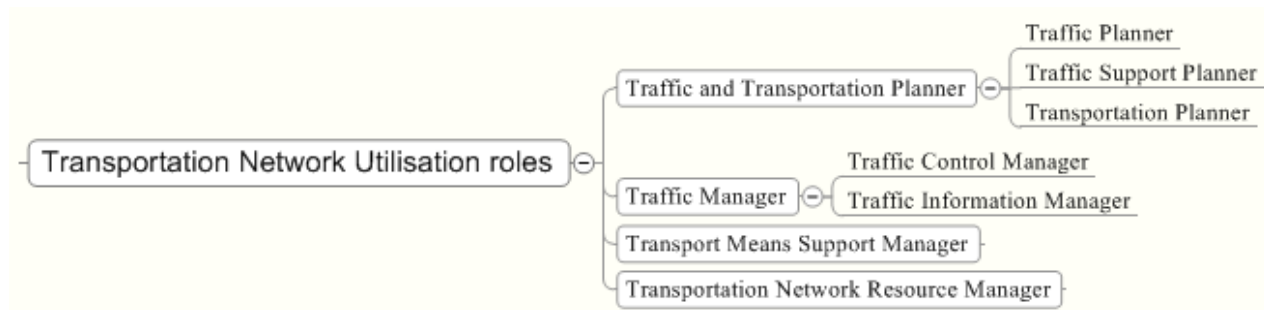 Transportation Network Utilisation roles
Traffic and Transportation Planner
Traffic Planner
Traffic Support Planner
Transportation Planner
Traffic Manager
Traffic Control Manager
Traffic Information Manager
Transport Means Support Manager
Transportation Network Resource Manager